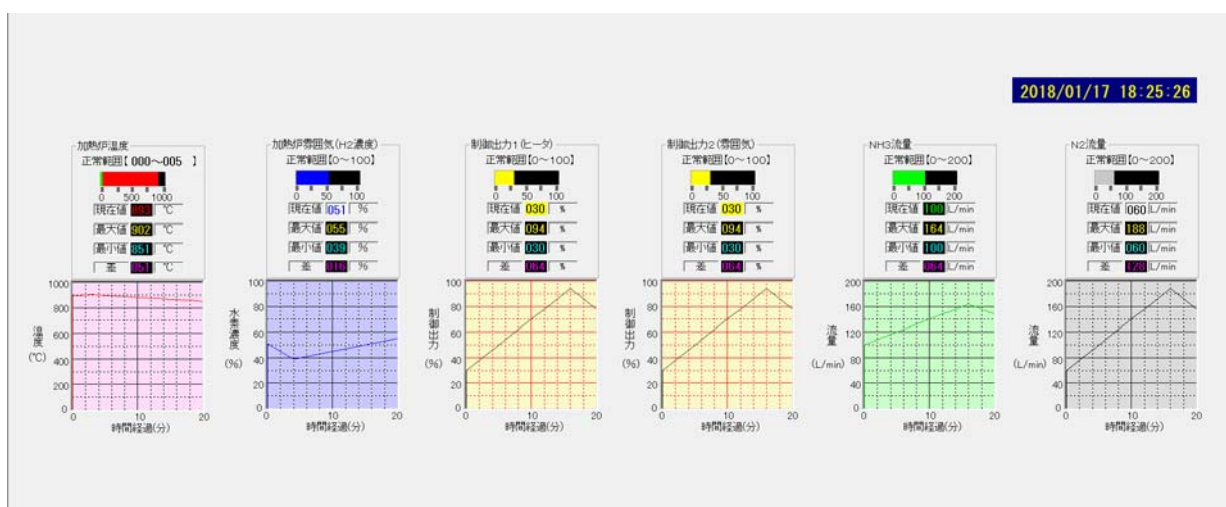 2018/01/17 18:25:26
加熱炉温度
正常範囲【 000～005 】
0 500 1000
現在値 ℃
最大値 902 ℃
最小値 851 ℃
差 051 ℃
1000
800
600
400
200
0
温度
(℃)
10 20
時間経過(分)
加熱炉雰囲気(H2濃度)
正常範囲【0～100】
0 50 100
現在値 051 %
最大値 055 %
最小値 039 %
差 016 %
100
80
60
40
20
0
水素濃度
(%)
0 10 20
時間経過(分)
制御出力1(ヒータ)
正常範囲【0～100】
0 50 100
現在値 030 %
最大値 094 %
最小値 030 %
差 064 %
100
80
60
40
20
0
制御出力
(%)
0 10 20
時間経過(分)
制御出力2(雰囲気)
正常範囲【0～100】
0 50 100
現在値 030 %
最大値 094 %
最小値 030 %
差 064 %
100
80
60
40
20
0
制御出力
(%)
0 10 20
時間経過(分)
NH3流量
正常範囲【0～200】
0 100 200
現在値 100 L/min
最大値 164 L/min
最小値 100 L/min
差 064 L/min
200
160
120
80
40
0
流量
(L/min)
0 10 20
時間経過(分)
N2流量
正常範囲【0～200】
0 100 200
現在値 060 L/min
最大値 188 L/min
最小値 060 L/min
差 128 L/min
200
160
120
80
40
0
流量
(L/min)
0 10 20
時間経過(分)